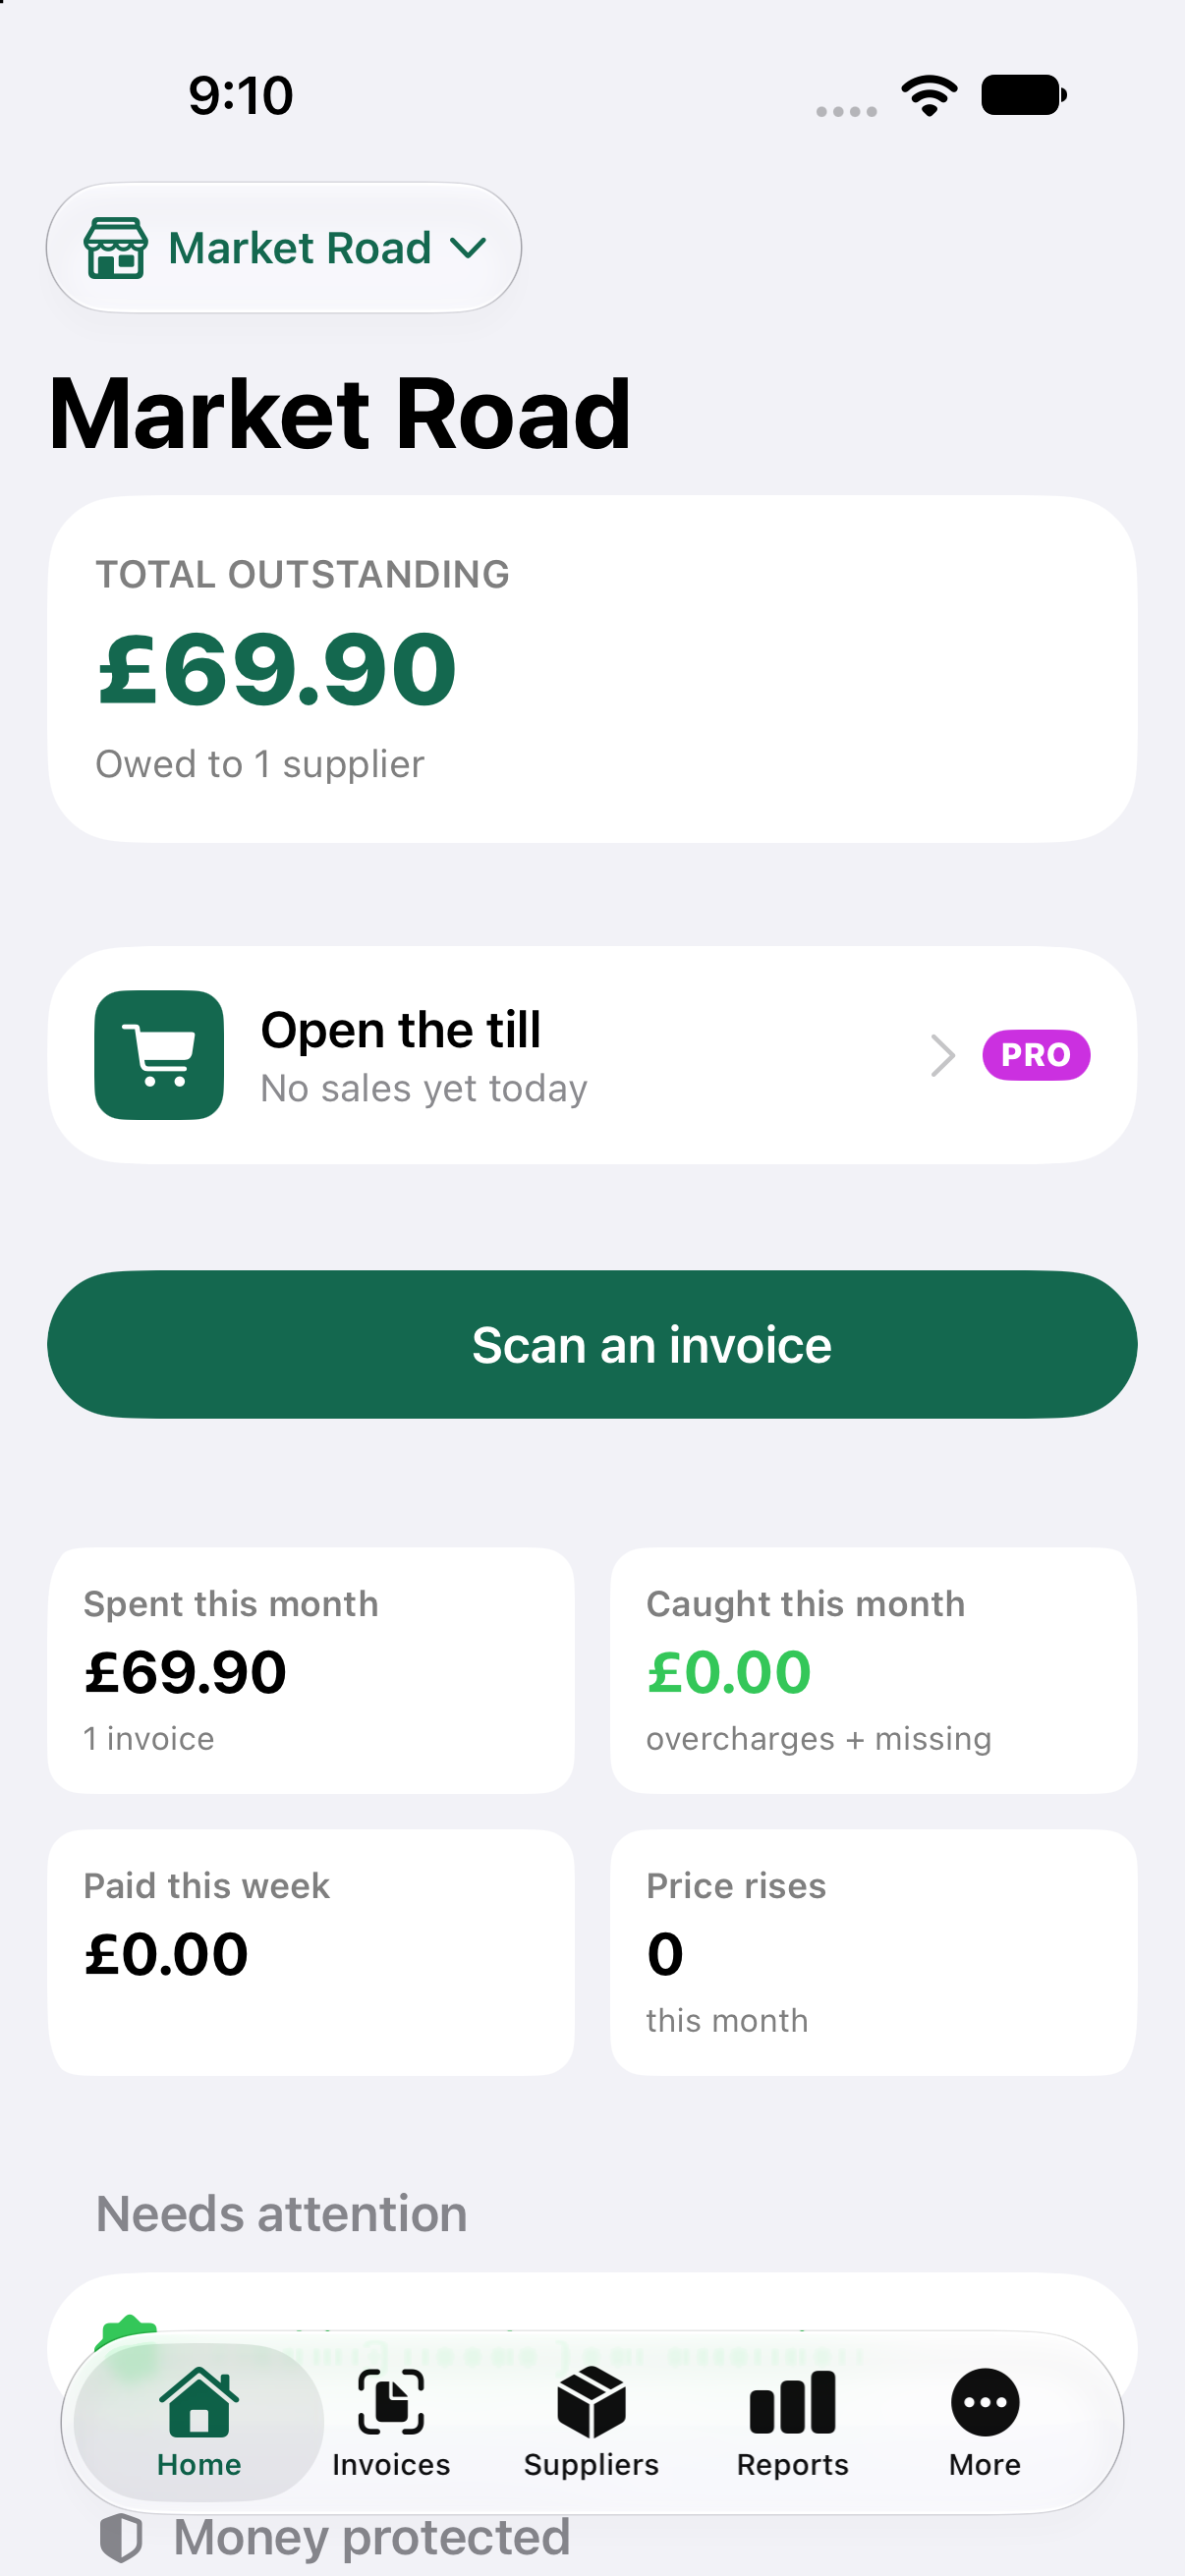 9:10
Market Road
Market Road
TOTAL OUTSTANDING
£69.90
Owed to 1 supplier
Open the till
No sales yet today
PRO
Scan an invoice
Spent this month
£69.90
1 invoice
Caught this month
£0.00
overcharges + missing
Paid this week
£0.00
Price rises
0
this month
Needs attention
Home
Invoices
Suppliers
Reports
More
Money protected